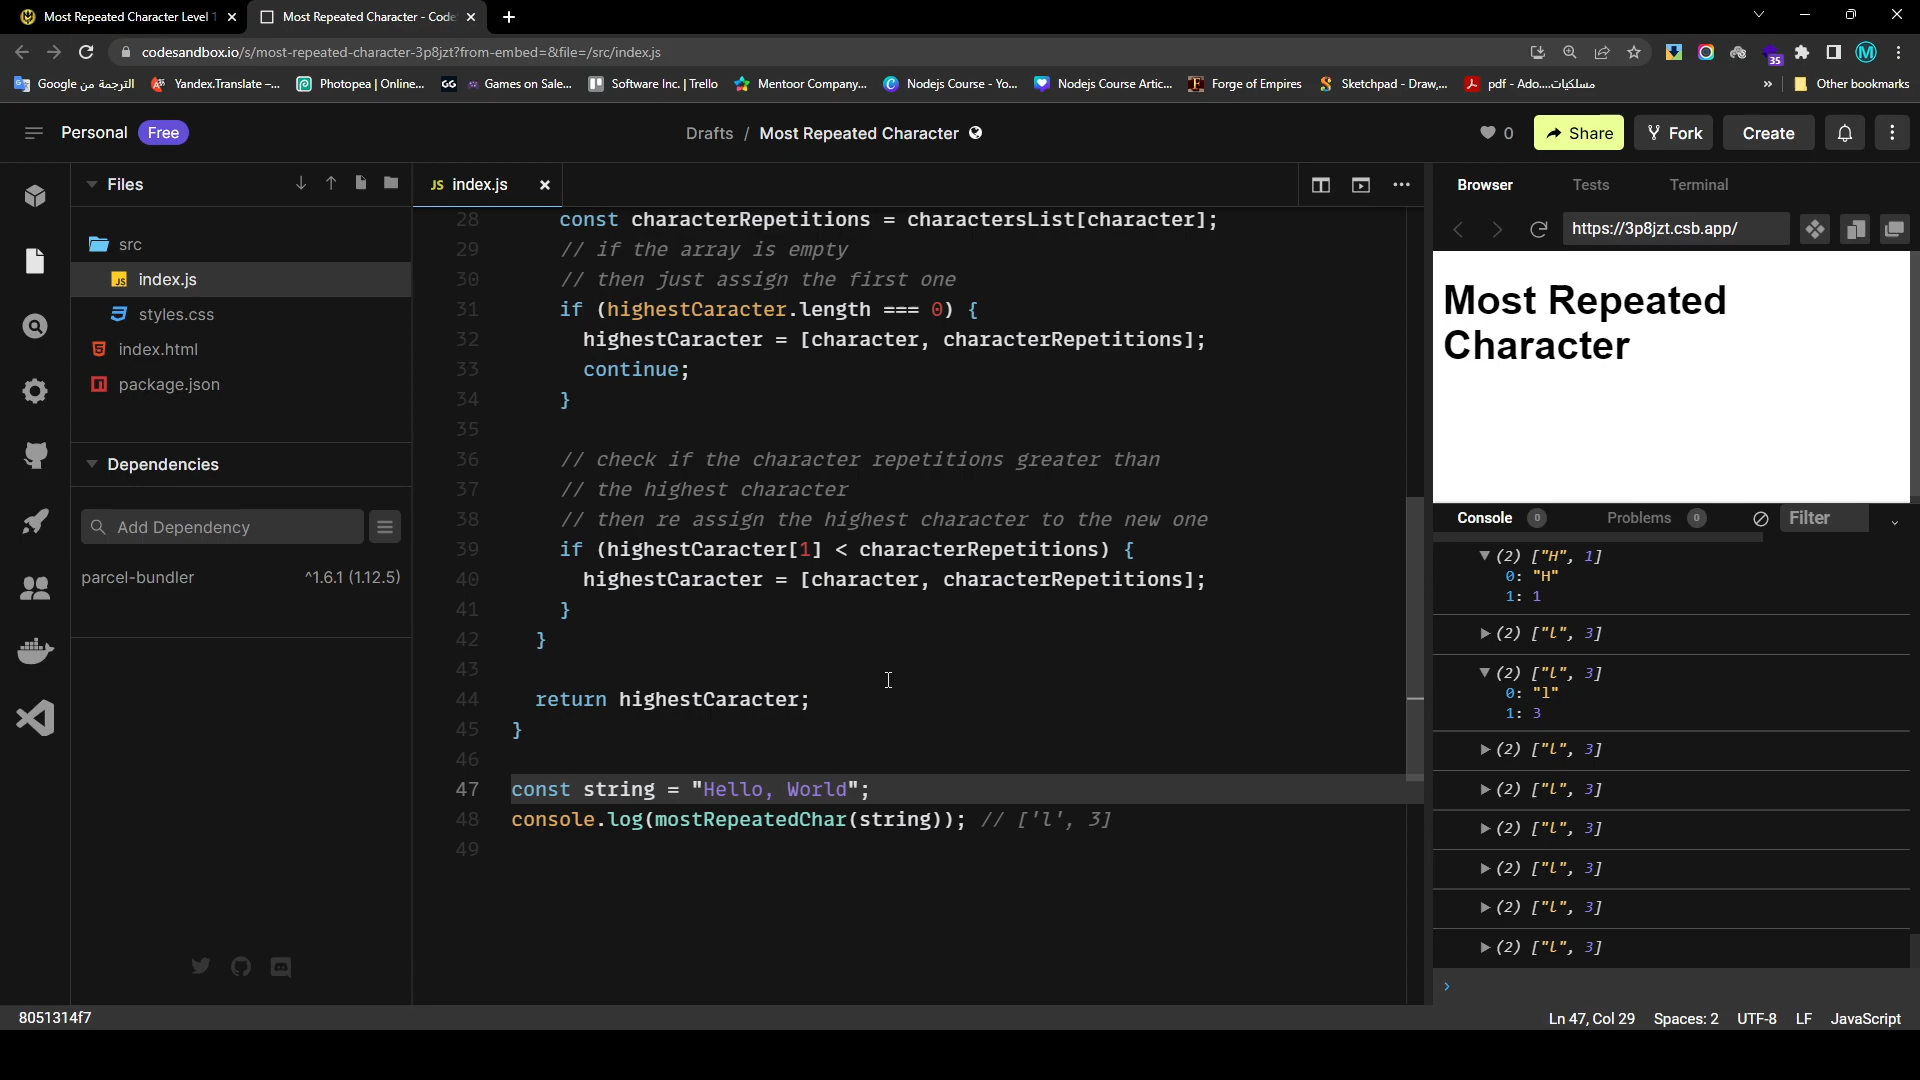 Most Repeated Character Level 1
Most Repeated Character - Code
codesandbox.io/s/most-repeated-character-3p8jzt?from-embed=&file=/src/index.js
35
M
الترجمة من Google
Yandex.Translate –...
Photopea | Online...
GG
Games on Sale...
Software Inc. | Trello
Mentoor Company...
Nodejs Course - Yo...
Nodejs Course Artic...
Forge of Empires
Sketchpad - Draw,...
pdf - Ado....مسلكيات
»
Other bookmarks
Personal
Free
Drafts / Most Repeated Character
0
Share
Fork
Create
Files
src
JS index.js
styles.css
index.html
package.json
Dependencies
Add Dependency
parcel-bundler ^1.6.1 (1.12.5)
JS index.js
28 const characterRepetitions = charactersList[character];
29 // if the array is empty
30 // then just assign the first one
31 if (highestCaracter.length === 0) {
32 highestCaracter = [character, characterRepetitions];
33 continue;
34 }
35
36 // check if the character repetitions greater than
37 // the highest character
38 // then re assign the highest character to the new one
39 if (highestCaracter[1] < characterRepetitions) {
40 highestCaracter = [character, characterRepetitions];
41 }
42 }
43
44 return highestCaracter;
45 }
46
47 const string = "Hello, World";
48 console.log(mostRepeatedChar(string)); // ['l', 3]
49
Browser
Tests
Terminal
https://3p8jzt.csb.app/
Most Repeated
Character
Console 0
Problems 0
Filter
(2) ["H", 1]
0: "H"
1: 1
(2) ["l", 3]
(2) ["l", 3]
0: "l"
1: 3
(2) ["l", 3]
(2) ["l", 3]
(2) ["l", 3]
(2) ["l", 3]
(2) ["l", 3]
(2) ["l", 3]
8051314f7
Ln 47, Col 29
Spaces: 2
UTF-8
LF
JavaScript